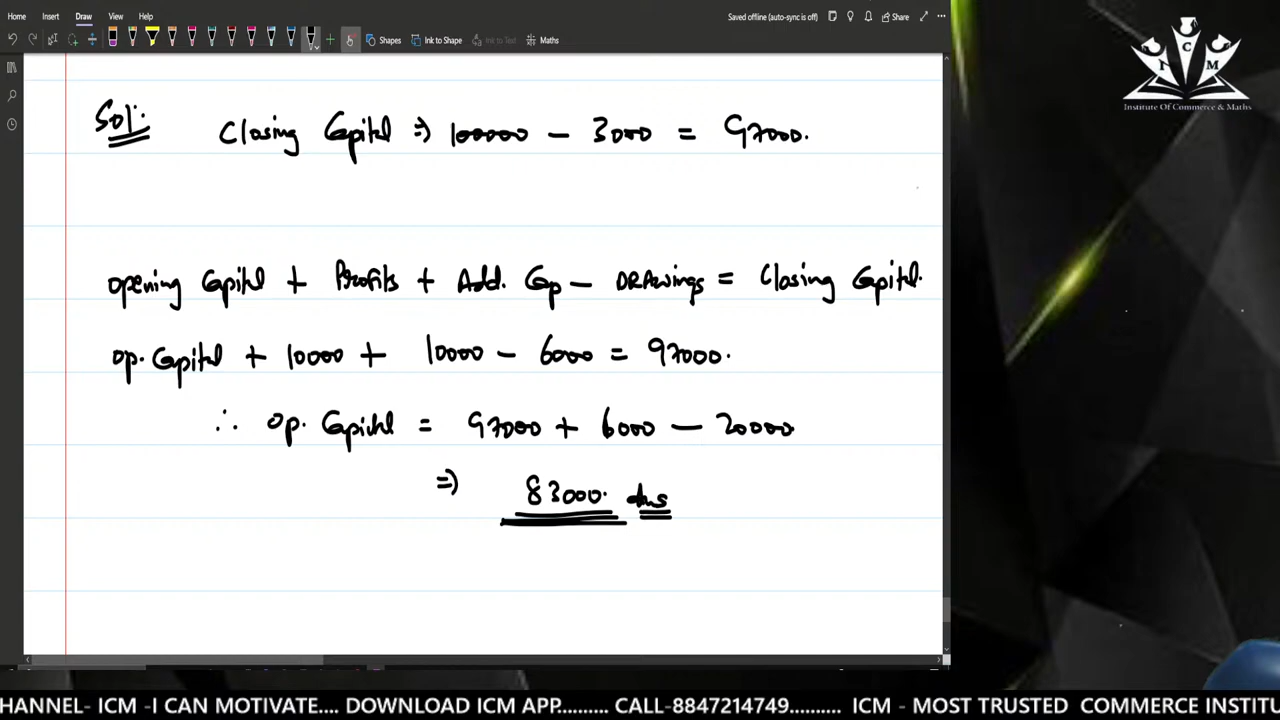 Home Insert Draw View Help Saved offline (auto-sync is off) Share
Shapes Ink to Shape Ink to Text Maths
I C M
Institute Of Commerce & Maths
Sol:
Closing Capital ⇒ 100000 - 3000 = 97000.
Opening Capital + Profits + Add. Cap - DRAwings = Closing Capital.
op. Capital + 10000 + 10000 - 6000 = 97000.
∴ op. Capital = 97000 + 6000 - 20000
⇒ 83000. Ans
HANNEL- ICM -I CAN MOTIVATE.... DOWNLOAD ICM APP......... CALL-8847214749.......... ICM - MOST TRUSTED COMMERCE INSTITU